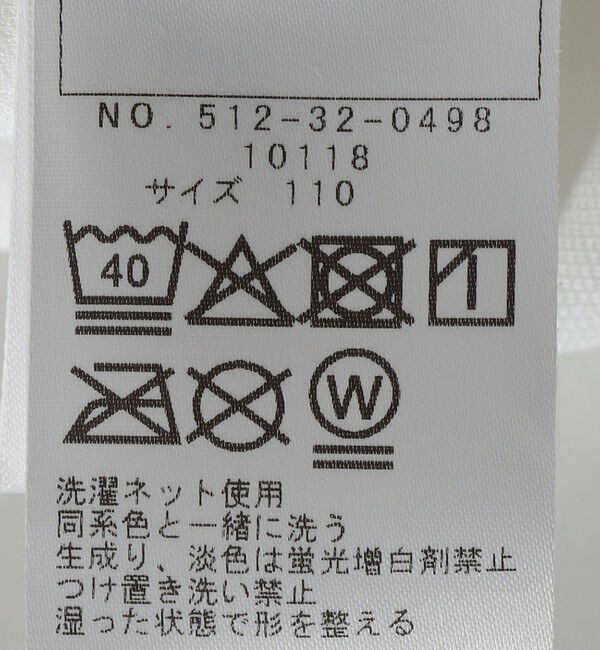 NO. 512-32-0498
10118
サイズ 110
40
W
洗濯ネット使用
同系色と一緒に洗う
生成り、淡色は蛍光増白剤禁止
つけ置き洗い禁止
湿った状態で形を整える